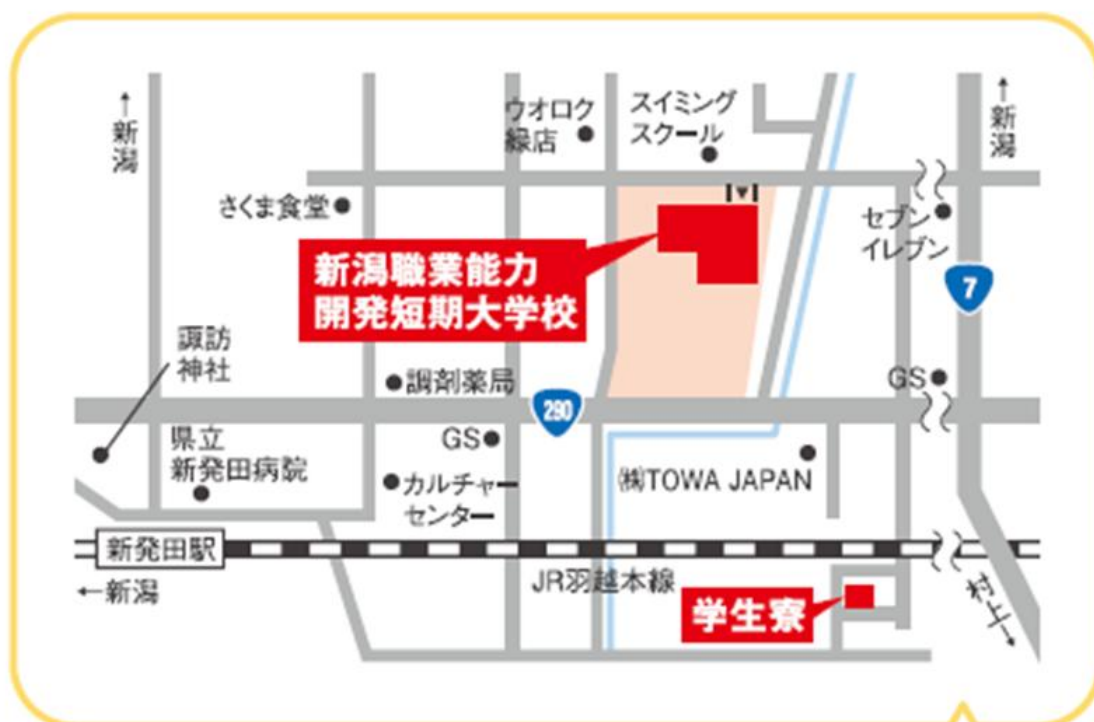 ↑新潟
ウオロク
緑店
スイミング
スクール
↑新潟
さくま食堂
セブン
イレブン
新潟職業能力
開発短期大学校
7
諏訪
神社
調剤薬局
GS
290
県立
新発田病院
GS
カルチャー
センター
㈱TOWA JAPAN
新発田駅
←新潟
JR羽越本線
学生寮
村上→